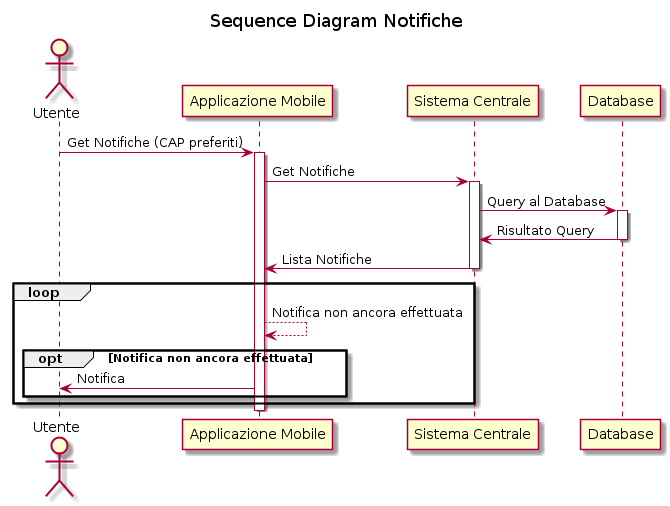 Sequence Diagram Notifiche
Utente
Applicazione Mobile
Sistema Centrale
Database
Get Notifiche (CAP preferiti)
Get Notifiche
Query al Database
Risultato Query
Lista Notifiche
loop
Notifica non ancora effettuata
opt [Notifica non ancora effettuata]
Notifica
Utente
Applicazione Mobile
Sistema Centrale
Database